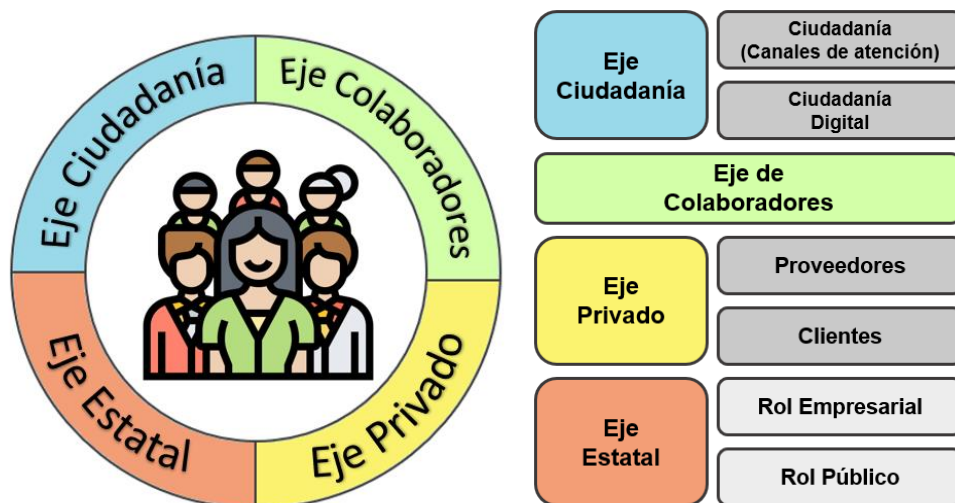 Eje Ciudadanía
Eje Colaboradores
Eje Estatal
Eje Privado
Eje
Ciudadanía
Ciudadanía
(Canales de atención)
Ciudadanía
Digital
Eje de
Colaboradores
Eje
Privado
Proveedores
Clientes
Eje
Estatal
Rol Empresarial
Rol Público